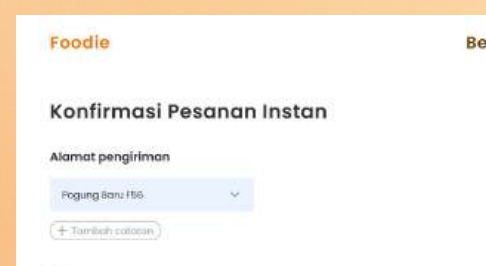 Foodie
Be
Konfirmasi Pesanan Instan
Alamat pengiriman
Pogung Baru F56
+ Tambah catatan